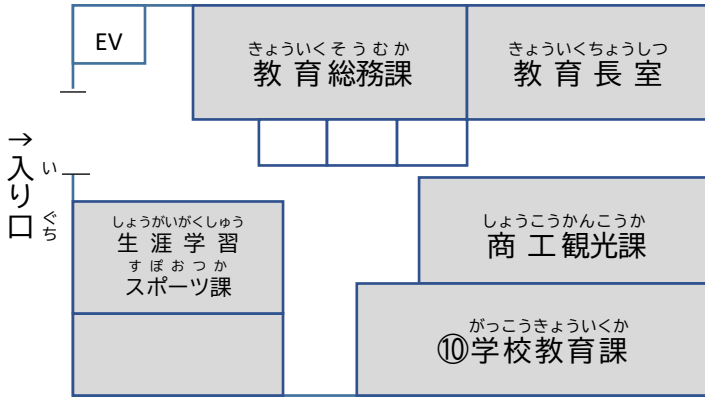 EV
きょういくそうむか
教育総務課
きょういくちょうしつ
教育長室
→入り口
いぐち
しょうがいがくしゅう
生涯学習
すぽおつか
スポーツ課
しょうこうかんこうか
商工観光課
がっこうきょういくか
⑩学校教育課